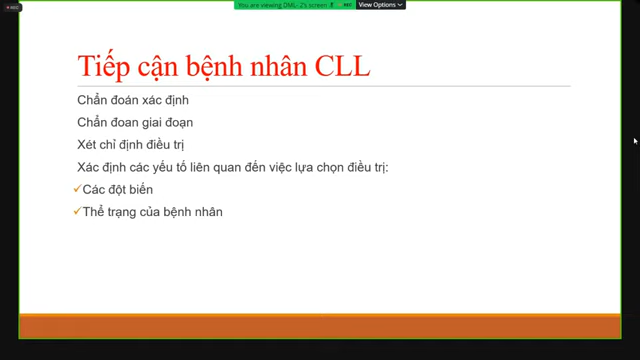 REC
You are viewing DML- 2's screen
REC
View Options
Tiếp cận bệnh nhân CLL
Chẩn đoán xác định
Chẩn đoan giai đoạn
Xét chỉ định điều trị
Xác định các yếu tố liên quan đến việc lựa chọn điều trị:
✓Các đột biến
✓Thể trạng của bệnh nhân